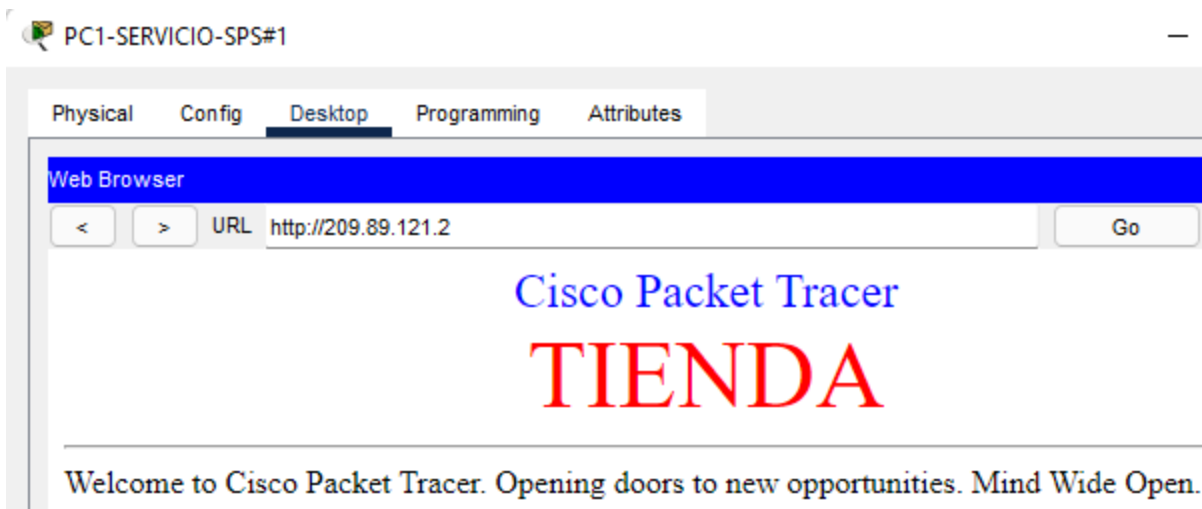 PC1-SERVICIO-SPS#1
Physical Config Desktop Programming Attributes
Web Browser
< > URL http://209.89.121.2 Go
Cisco Packet Tracer
TIENDA
Welcome to Cisco Packet Tracer. Opening doors to new opportunities. Mind Wide Open.